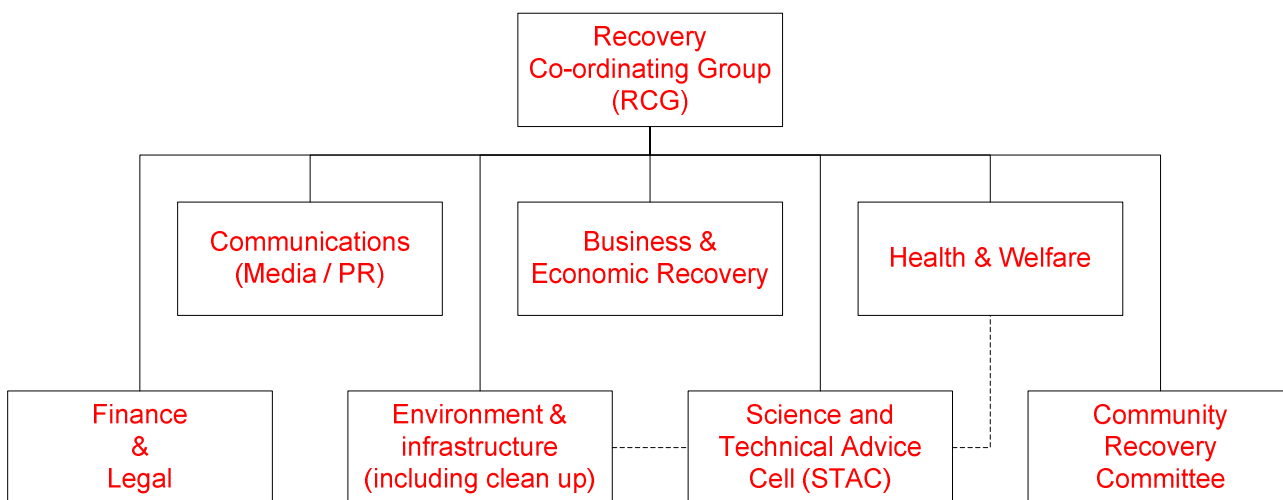 Recovery
Co-ordinating Group
(RCG)
Communications
(Media / PR)
Business &
Economic Recovery
Health & Welfare
Finance
&
Legal
Environment &
infrastructure
(including clean up)
Science and
Technical Advice
Cell (STAC)
Community
Recovery
Committee